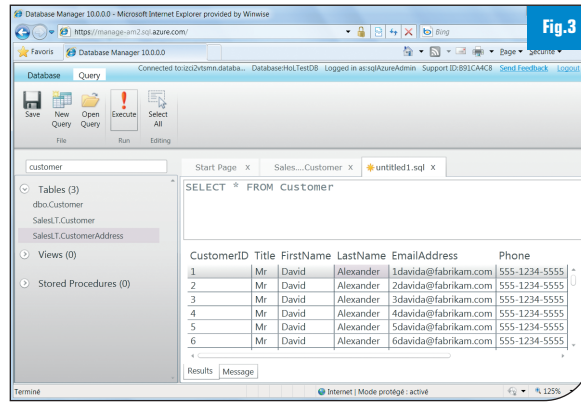 Database Manager 10.0.0.0 - Microsoft Internet Explorer provided by Winwise
Fig.3
https://manage-am2.sql.azure.com/
Bing
Favoris
Database Manager 10.0.0.0
Page
Sécurité
Database
Query
Connected to:izci2vtsmn.databa...
Database:HoLTestDB
Logged in as:sqlAzureAdmin
Support ID:B91CA4C8
Send Feedback
Logout
Save
New Query
Open Query
Execute
Select All
File
Run
Editing
customer
Start Page X
Sales....Customer X
untitled1.sql X
Tables (3)
dbo.Customer
SalesLT.Customer
SalesLT.CustomerAddress
Views (0)
Stored Procedures (0)
SELECT * FROM Customer
CustomerID Title FirstName LastName EmailAddress Phone
1 Mr David Alexander 1davida@fabrikam.com 555-1234-5555
2 Mr David Alexander 2davida@fabrikam.com 555-1234-5555
3 Mr David Alexander 3davida@fabrikam.com 555-1234-5555
4 Mr David Alexander 4davida@fabrikam.com 555-1234-5555
5 Mr David Alexander 5davida@fabrikam.com 555-1234-5555
6 Mr David Alexander 6davida@fabrikam.com 555-1234-5555
Results
Message
Terminé
Internet | Mode protégé : activé
125%